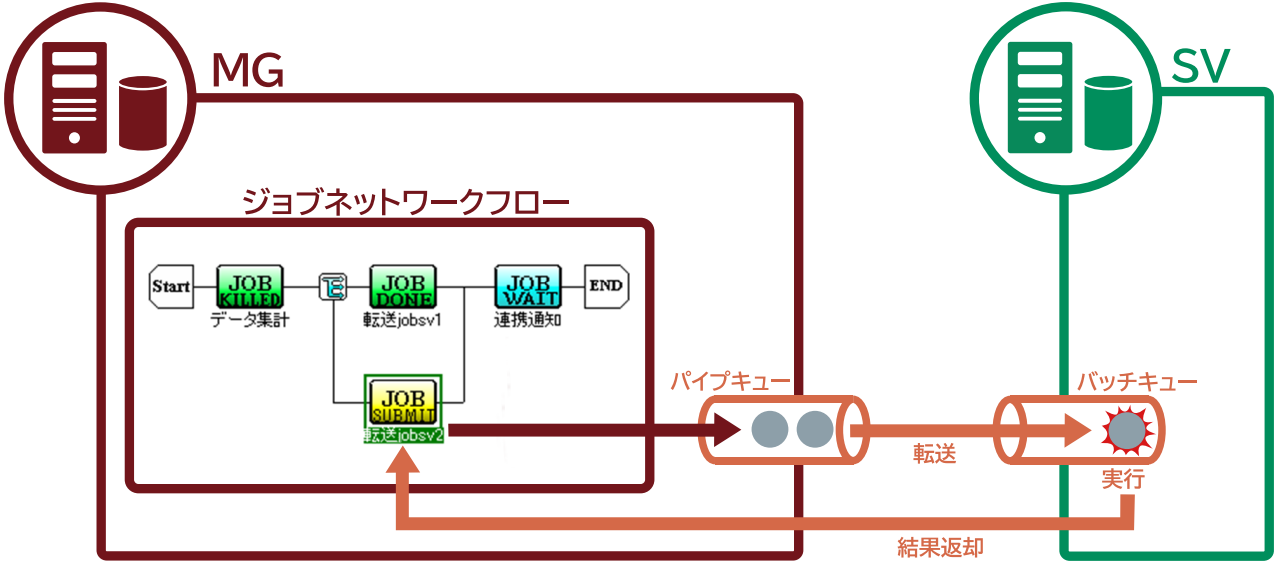 MG
SV
ジョブネットワークフロー
Start
JOB
KILLED
データ集計
JOB
DONE
転送jobsv1
JOB
WAIT
連携通知
END
JOB
SUBMIT
転送jobsv2
パイプキュー
転送
バッチキュー
実行
結果返却